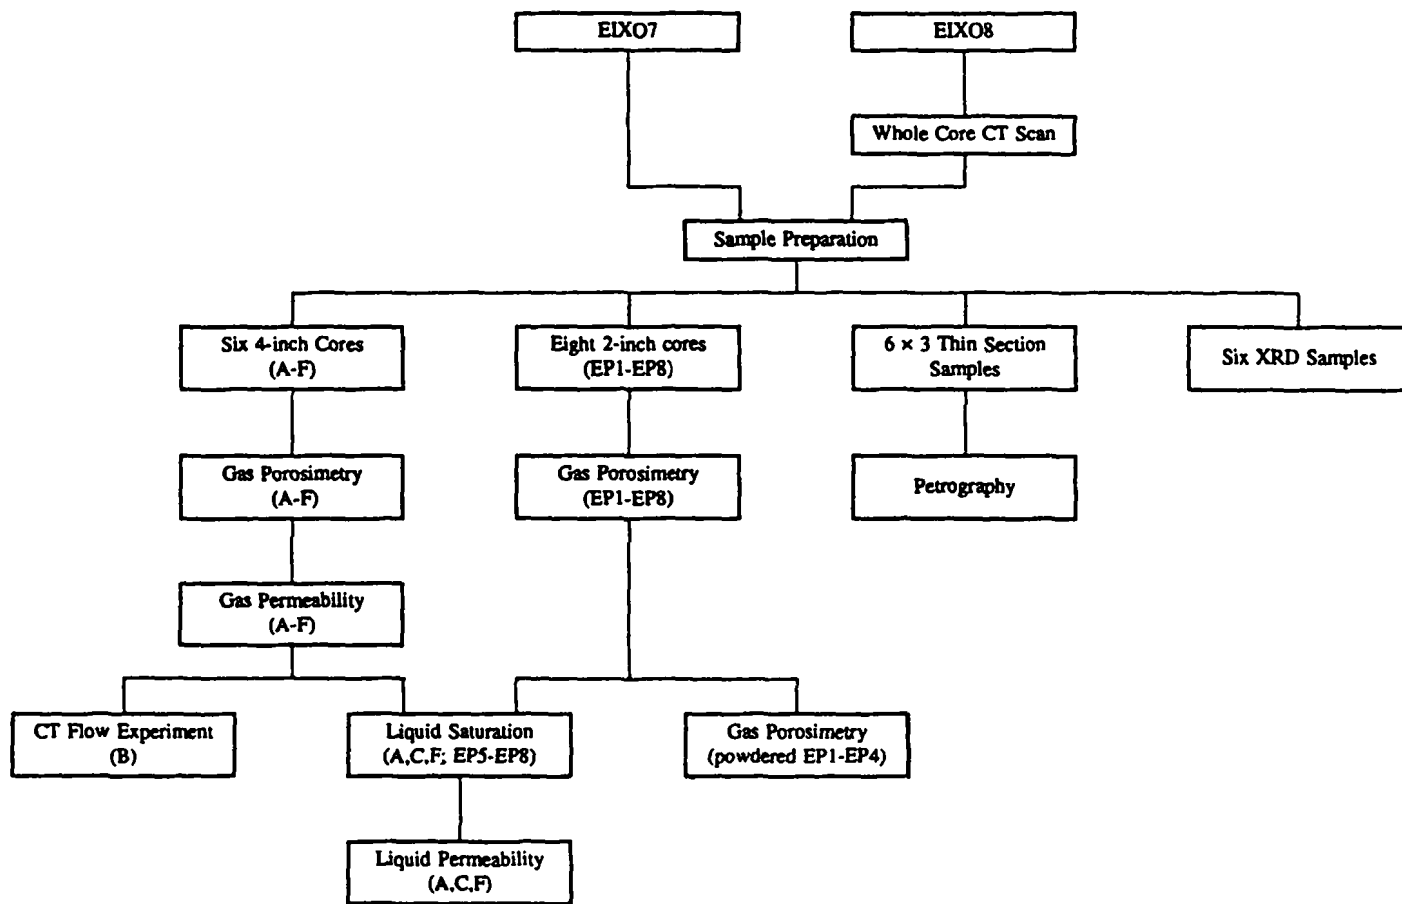 EIXO7
EIXO8
Whole Core CT Scan
Sample Preparation
Six 4-inch Cores
(A-F)
Eight 2-inch cores
(EP1-EP8)
6 × 3 Thin Section
Samples
Six XRD Samples
Gas Porosimetry
(A-F)
Gas Porosimetry
(EP1-EP8)
Petrography
Gas Permeability
(A-F)
CT Flow Experiment
(B)
Liquid Saturation
(A,C,F; EP5-EP8)
Gas Porosimetry
(powdered EP1-EP4)
Liquid Permeability
(A,C,F)